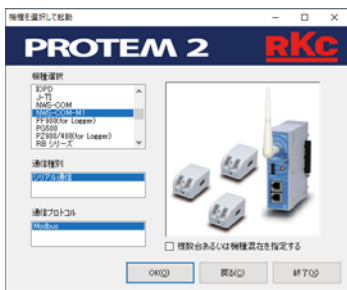 機種を選択して起動
PROTEM 2
RKC
機種選択
IOPD
J-TI
NWS-COM
NWS-COM-M1
PF900(for Logger)
PG500
PZ900/400(for Logger)
RB シリーズ
通信種別
シリアル通信
通信プロトコル
Modbus
複数台あるいは機種混在を指定する
OK(O)
戻る(C)
終了(X)